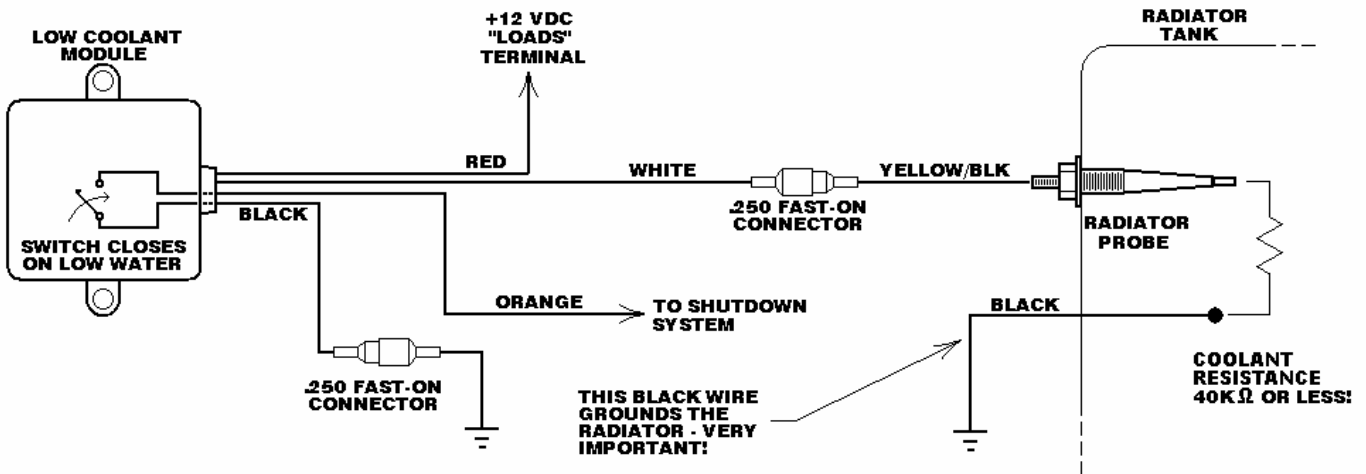 LOW COOLANT
MODULE
+12 VDC
"LOADS"
TERMINAL
RADIATOR
TANK
RED
WHITE
YELLOW/BLK
.250 FAST-ON
CONNECTOR
BLACK
SWITCH CLOSES
ON LOW WATER
RADIATOR
PROBE
ORANGE
TO SHUTDOWN
SYSTEM
BLACK
.250 FAST-ON
CONNECTOR
THIS BLACK WIRE
GROUNDS THE
RADIATOR - VERY
IMPORTANT!
COOLANT
RESISTANCE
40KΩ OR LESS!